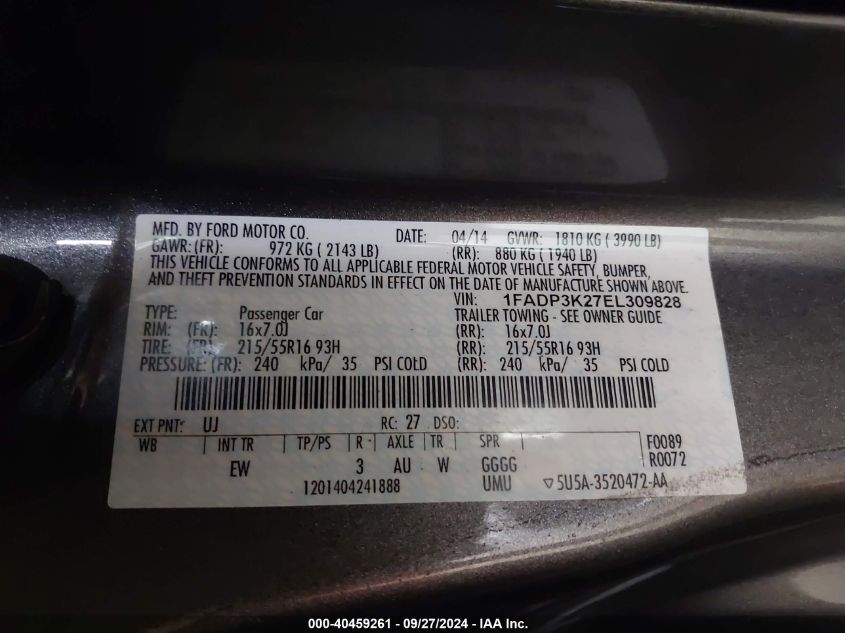 MFD. BY FORD MOTOR CO. DATE: 04/14 GVWR: 1810 KG ( 3990 LB)
GAWR:(FR): 972 KG ( 2143 LB) (RR): 880 KG ( 1940 LB)
THIS VEHICLE CONFORMS TO ALL APPLICABLE FEDERAL MOTOR VEHICLE SAFETY, BUMPER,
AND THEFT PREVENTION STANDARDS IN EFFECT ON THE DATE OF MANUFACTURE SHOWN ABOVE.
VIN: 1FADP3K27EL309828
TYPE: Passenger Car TRAILER TOWING - SEE OWNER GUIDE
RIM: (FR): 16x7.0J (RR): 16x7.0J
TIRE: (FR): 215/55R16 93H (RR): 215/55R16 93H
PRESSURE: (FR): 240 kPa/ 35 PSI COLD (RR): 240 kPa/ 35 PSI COLD
EXT PNT: UJ RC: 27 DSO:
WB INT TR TP/PS R AXLE TR SPR F0089
EW 3 AU W GGGG R0072
1201404241888 UMU ▽5U5A-3520472-AA
000-40459261 - 09/27/2024 - IAA Inc.